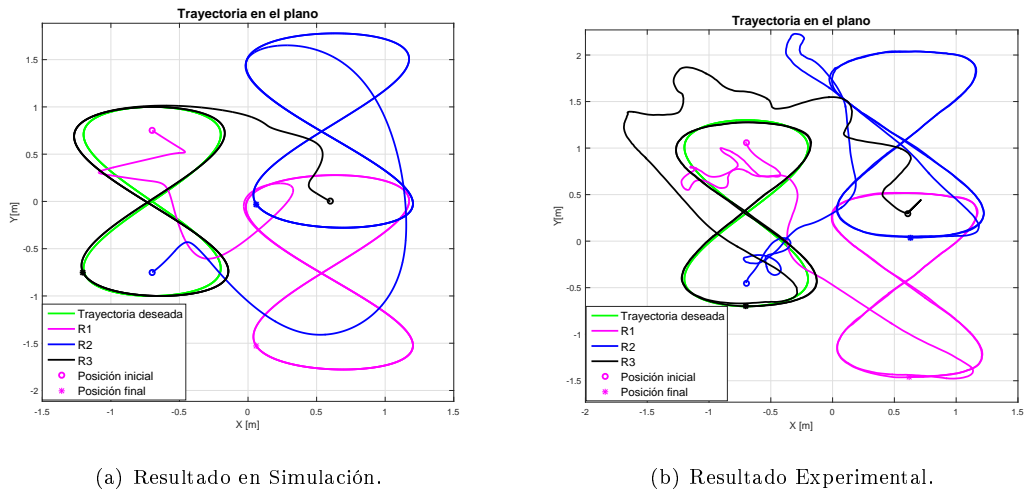 Trayectoria en el plano
1.5
1
0.5
0
-0.5
-1
-1.5
-2
Y[m]
Trayectoria deseada
R1
R2
R3
Posición inicial
Posición final
-1.5 -1 -0.5 0 0.5 1 1.5
X [m]
(a) Resultado en Simulación.
Trayectoria en el plano
2
1.5
1
0.5
0
-0.5
-1
-1.5
Y[m]
Trayectoria deseada
R1
R2
R3
Posición inicial
Posición final
-2 -1.5 -1 -0.5 0 0.5 1 1.5
X [m]
(b) Resultado Experimental.